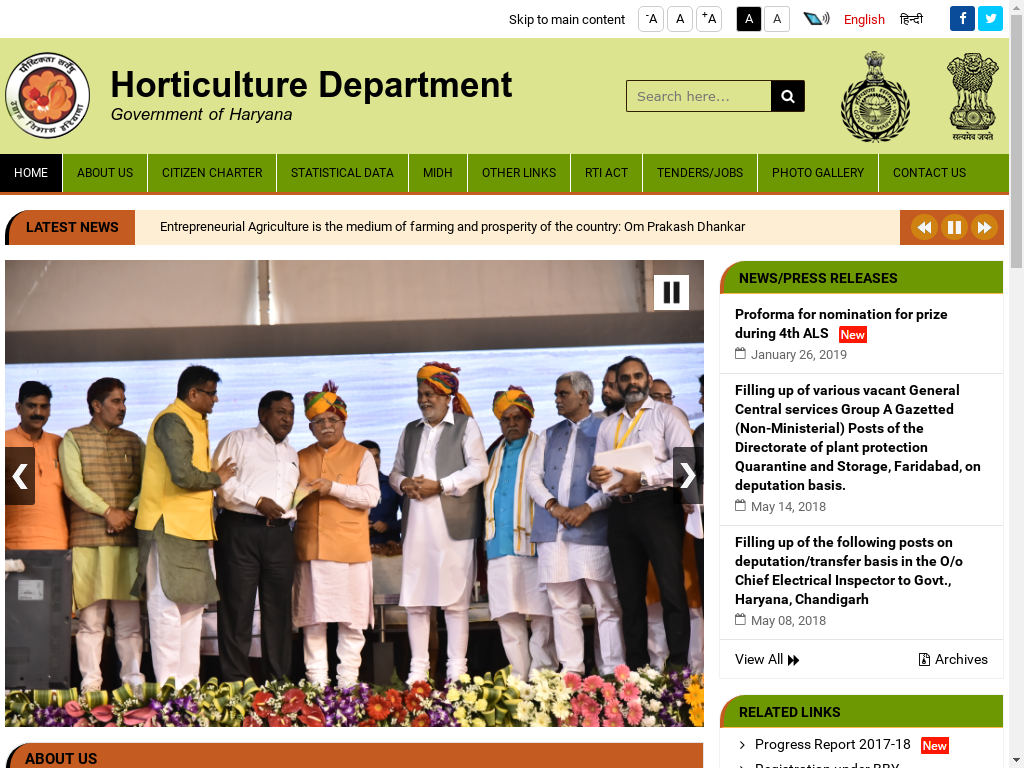 Skip to main content
-A
A
+A
A
A
English
हिन्दी
Horticulture Department
Government of Haryana
Search here...
सत्यमेव जयते
HOME
ABOUT US
CITIZEN CHARTER
STATISTICAL DATA
MIDH
OTHER LINKS
RTI ACT
TENDERS/JOBS
PHOTO GALLERY
CONTACT US
LATEST NEWS
Entrepreneurial Agriculture is the medium of farming and prosperity of the country: Om Prakash Dhankar
NEWS/PRESS RELEASES
Proforma for nomination for prize
during 4th ALS New
January 26, 2019
Filling up of various vacant General
Central services Group A Gazetted
(Non-Ministerial) Posts of the
Directorate of plant protection
Quarantine and Storage, Faridabad, on
deputation basis.
May 14, 2018
Filling up of the following posts on
deputation/transfer basis in the O/o
Chief Electrical Inspector to Govt.,
Haryana, Chandigarh
May 08, 2018
View All
Archives
RELATED LINKS
Progress Report 2017-18 New
Registration under BBY
ABOUT US